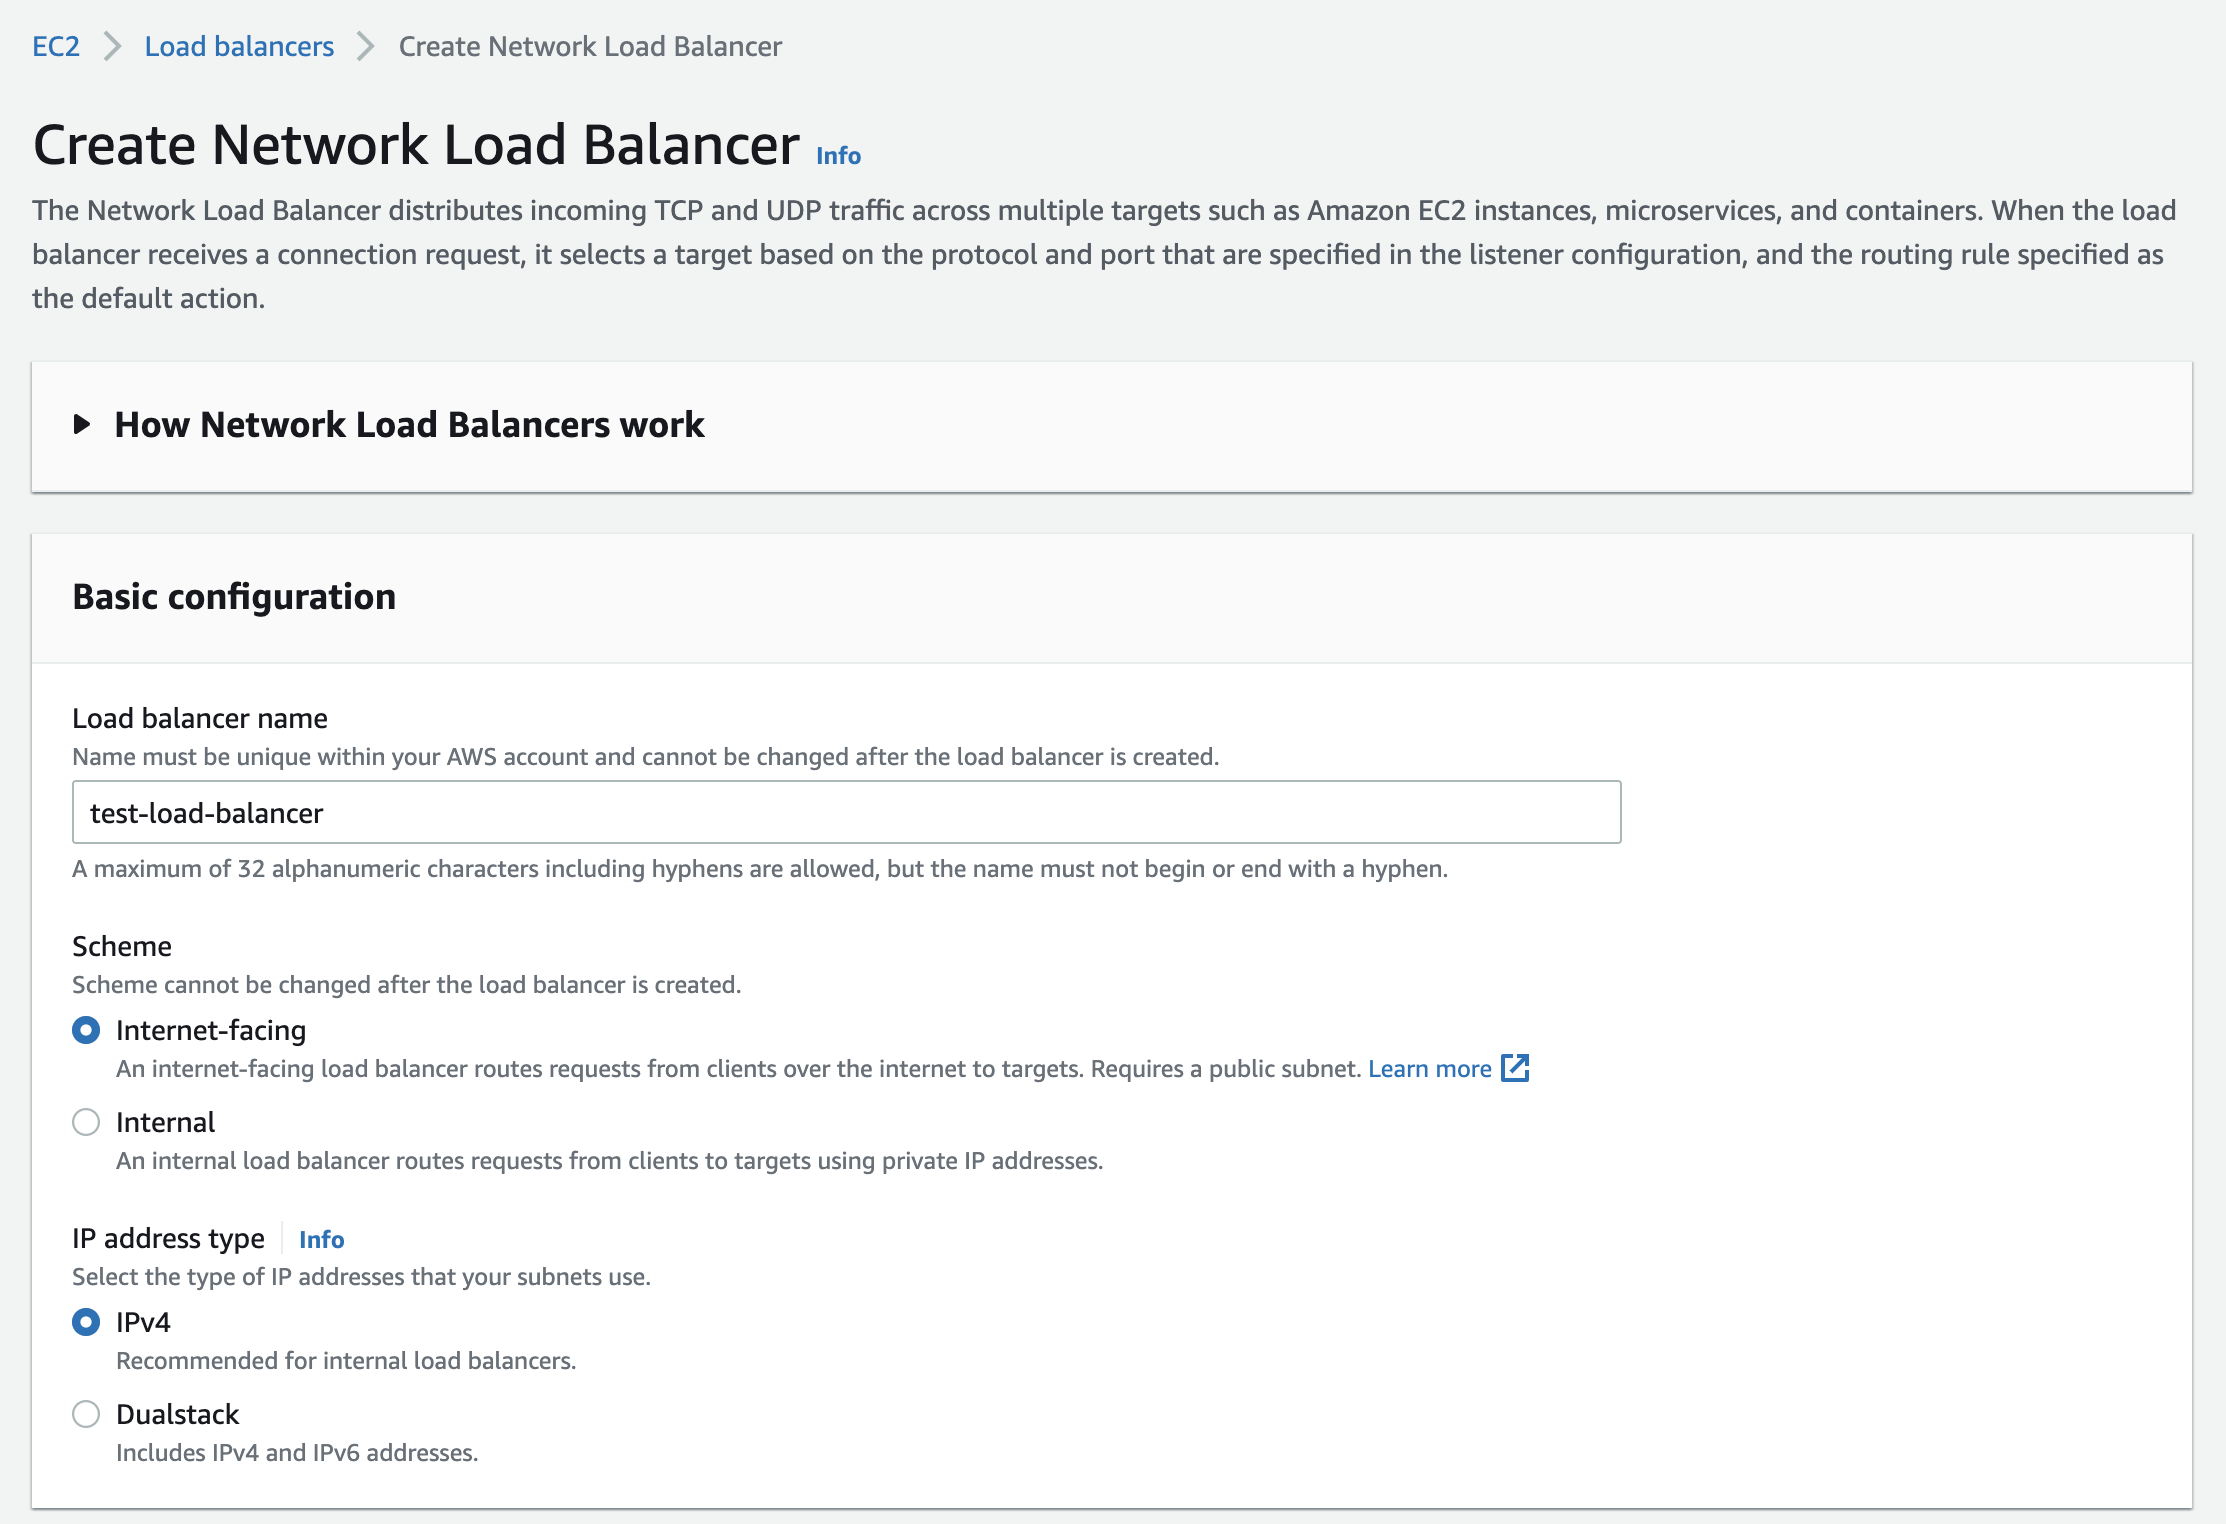 EC2 > Load balancers > Create Network Load Balancer
Create Network Load Balancer Info
The Network Load Balancer distributes incoming TCP and UDP traffic across multiple targets such as Amazon EC2 instances, microservices, and containers. When the load
balancer receives a connection request, it selects a target based on the protocol and port that are specified in the listener configuration, and the routing rule specified as
the default action.
How Network Load Balancers work
Basic configuration
Load balancer name
Name must be unique within your AWS account and cannot be changed after the load balancer is created.
test-load-balancer
A maximum of 32 alphanumeric characters including hyphens are allowed, but the name must not begin or end with a hyphen.
Scheme
Scheme cannot be changed after the load balancer is created.
Internet-facing
An internet-facing load balancer routes requests from clients over the internet to targets. Requires a public subnet. Learn more
Internal
An internal load balancer routes requests from clients to targets using private IP addresses.
IP address type Info
Select the type of IP addresses that your subnets use.
IPv4
Recommended for internal load balancers.
Dualstack
Includes IPv4 and IPv6 addresses.